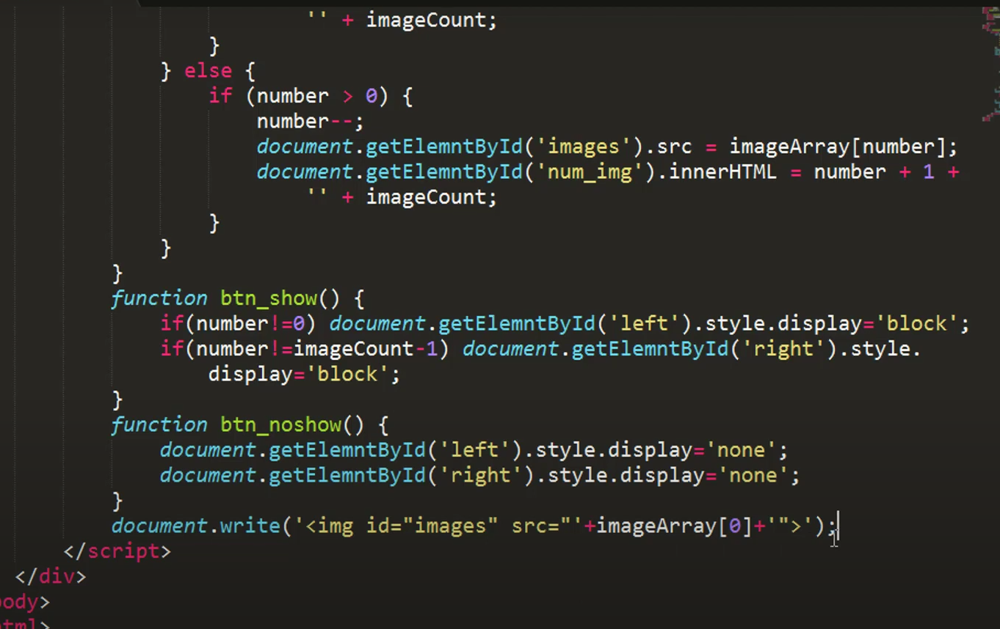 '' + imageCount;
}
} else {
if (number > 0) {
number--;
document.getElemntById('images').src = imageArray[number];
document.getElemntById('num_img').innerHTML = number + 1 +
'' + imageCount;
}
}
}
function btn_show() {
if(number!=0) document.getElemntById('left').style.display='block';
if(number!=imageCount-1) document.getElemntById('right').style.
display='block';
}
function btn_noshow() {
document.getElemntById('left').style.display='none';
document.getElemntById('right').style.display='none';
}
document.write('<img id="images" src="'+imageArray[0]+'">');
</script>
</div>
body>
html>